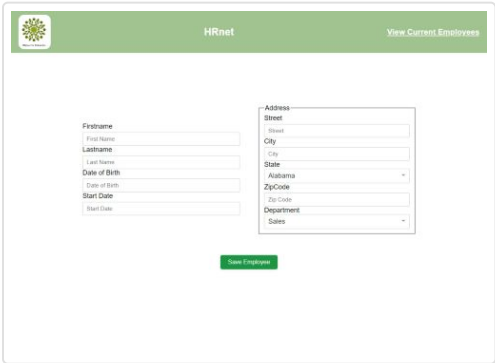 HRnet
View Current Employees
Firstname
First Name
Lastname
Last Name
Date of Birth
Date of Birth
Start Date
Start Date
Address
Street
Street
City
City
State
Alabama
ZipCode
Zip Code
Department
Sales
Save Employee